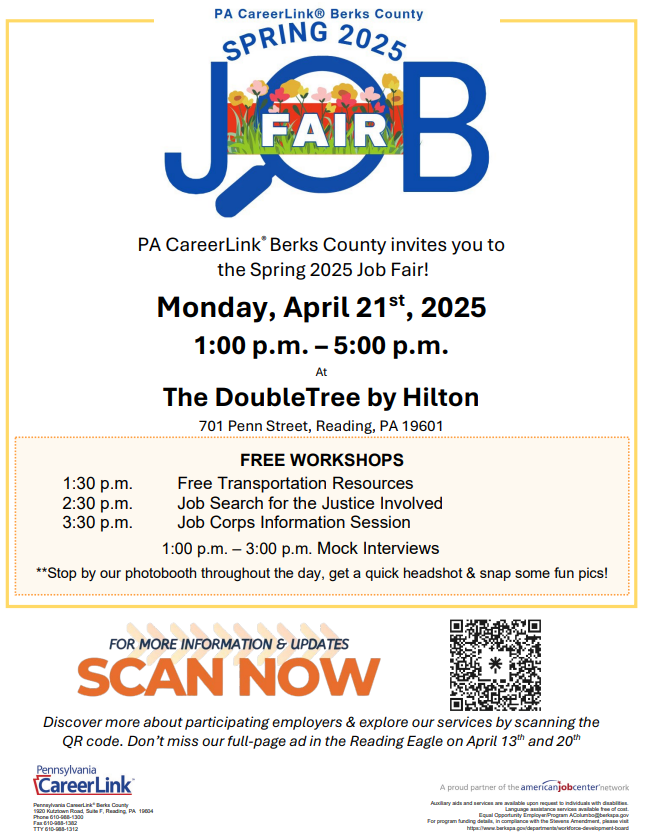 PA CareerLink® Berks County
SPRING 2025
JOB
FAIR
PA CareerLink® Berks County invites you to
the Spring 2025 Job Fair!
Monday, April 21st, 2025
1:00 p.m. – 5:00 p.m.
At
The DoubleTree by Hilton
701 Penn Street, Reading, PA 19601
FREE WORKSHOPS
1:30 p.m. Free Transportation Resources
2:30 p.m. Job Search for the Justice Involved
3:30 p.m. Job Corps Information Session
1:00 p.m. – 3:00 p.m. Mock Interviews
**Stop by our photobooth throughout the day, get a quick headshot & snap some fun pics!
FOR MORE INFORMATION & UPDATES
SCAN NOW
Discover more about participating employers & explore our services by scanning the
QR code. Don’t miss our full-page ad in the Reading Eagle on April 13th and 20th
Pennsylvania
CareerLink®
Pennsylvania CareerLink® Berks County
1920 Kutztown Road, Suite F, Reading, PA 19604
Phone 610-988-1300
Fax 610-988-1382
TTY 610-988-1312
A proud partner of the americanjobcenter® network
Auxiliary aids and services are available upon request to individuals with disabilities.
Language assistance services available free of cost.
Equal Opportunity Employer/Program AColumbo@berkspa.gov
For program funding details, in compliance with the Stevens Amendment, please visit
https://www.berkspa.gov/departments/workforce-development-board